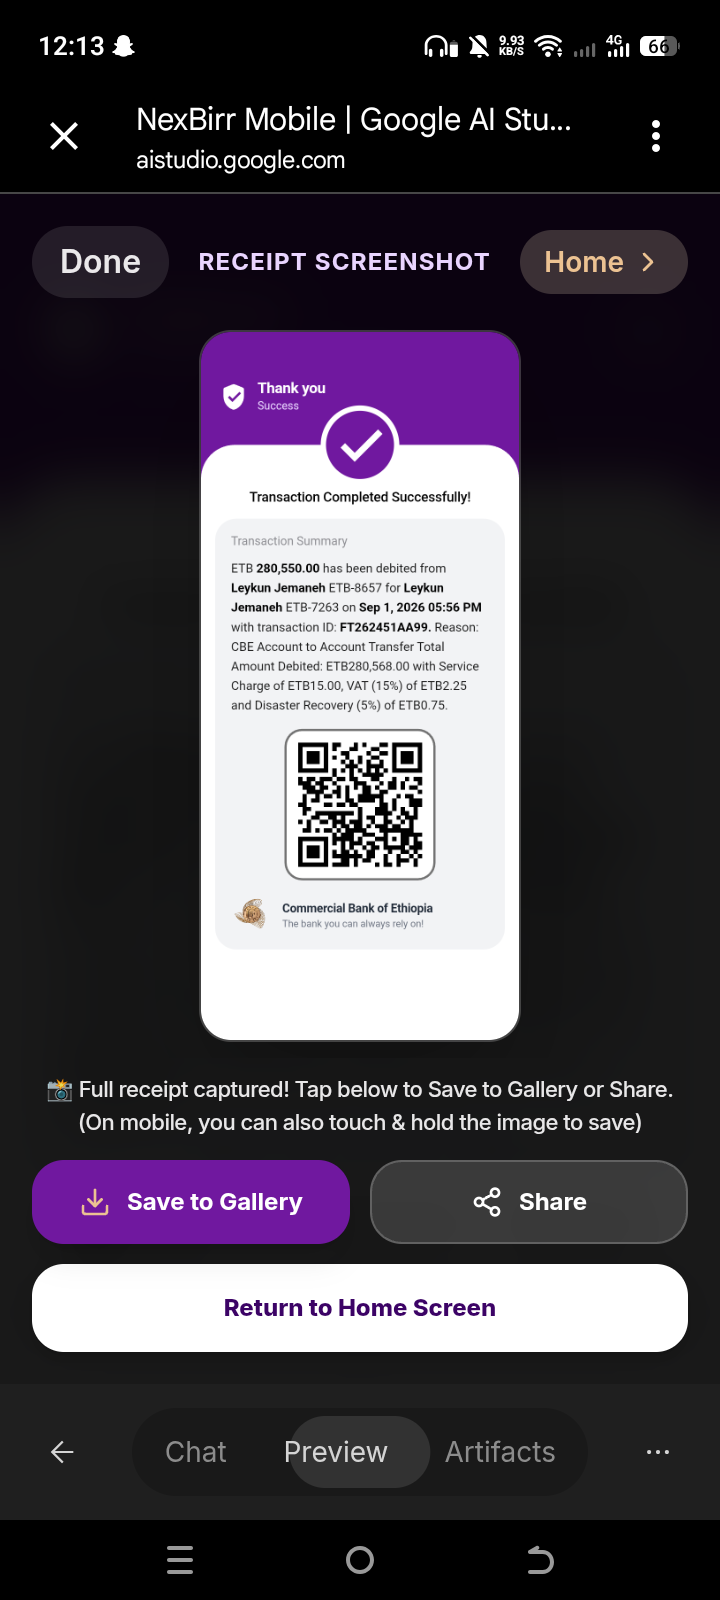 12:13
9.93
KB/S
4G
66
NexBirr Mobile | Google AI Stu...
aistudio.google.com
Done
RECEIPT SCREENSHOT
Home
Thank you
Success
Transaction Completed Successfully!
Transaction Summary
ETB 280,550.00 has been debited from
Leykun Jemaneh ETB-8657 for Leykun
Jemaneh ETB-7263 on Sep 1, 2026 05:56 PM
with transaction ID: FT262451AA99. Reason:
CBE Account to Account Transfer Total
Amount Debited: ETB280,568.00 with Service
Charge of ETB15.00, VAT (15%) of ETB2.25
and Disaster Recovery (5%) of ETB0.75.
Commercial Bank of Ethiopia
The bank you can always rely on!
📸 Full receipt captured! Tap below to Save to Gallery or Share.
(On mobile, you can also touch & hold the image to save)
Save to Gallery
Share
Return to Home Screen
Chat
Preview
Artifacts